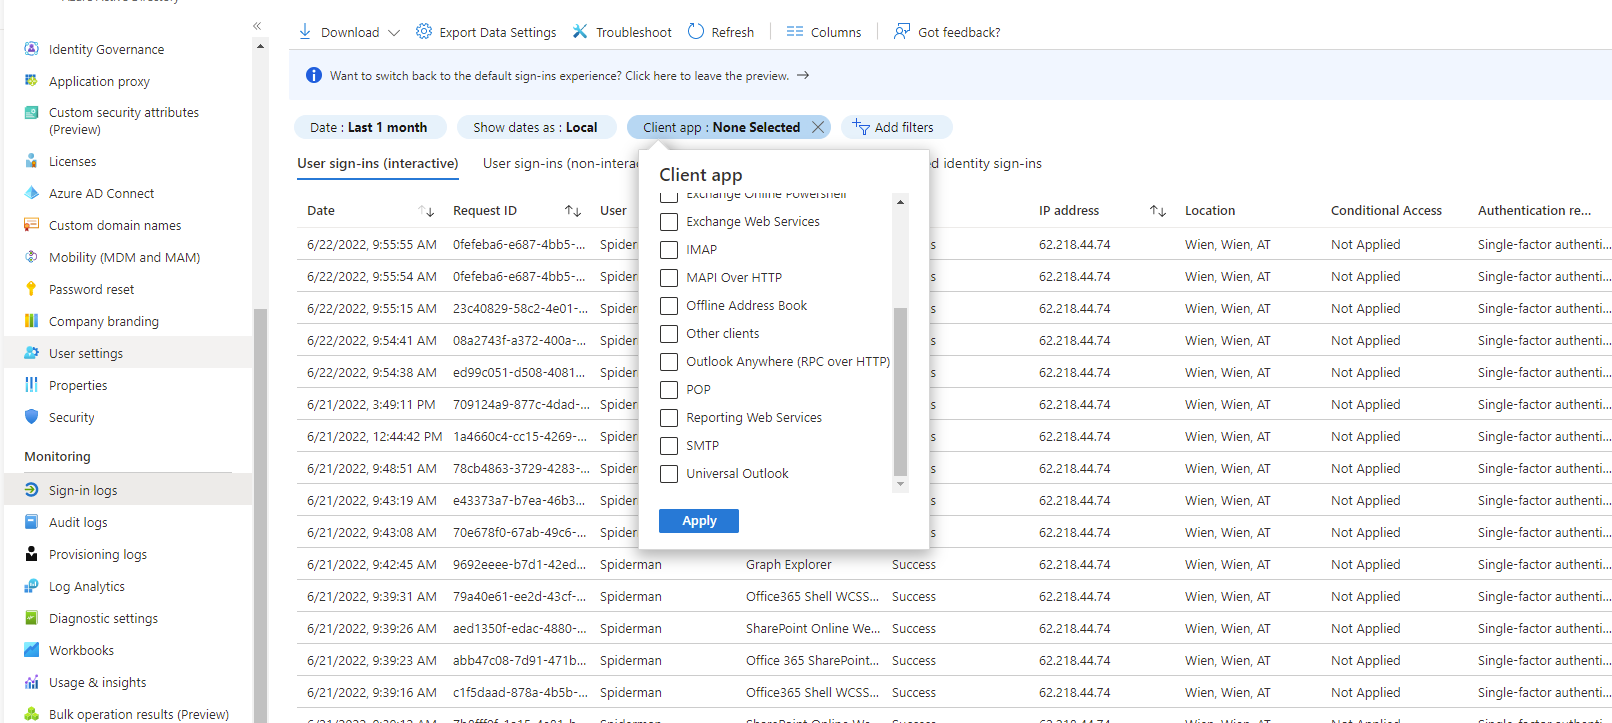 Azure Active Directory
Identity Governance
Application proxy
Custom security attributes
(Preview)
Licenses
Azure AD Connect
Custom domain names
Mobility (MDM and MAM)
Password reset
Company branding
User settings
Properties
Security
Monitoring
Sign-in logs
Audit logs
Provisioning logs
Log Analytics
Diagnostic settings
Workbooks
Usage & insights
Bulk operation results (Preview)
Download Export Data Settings Troubleshoot Refresh Columns Got feedback?
Want to switch back to the default sign-ins experience? Click here to leave the preview. →
Date : Last 1 month Show dates as : Local Client app : None Selected Add filters
User sign-ins (interactive) User sign-ins (non-intera ed identity sign-ins
Client app
Exchange Online Powershell
Exchange Web Services
IMAP
MAPI Over HTTP
Offline Address Book
Other clients
Outlook Anywhere (RPC over HTTP)
POP
Reporting Web Services
SMTP
Universal Outlook
Apply
Date Request ID User IP address Location Conditional Access Authentication re...
6/22/2022, 9:55:55 AM 0fefeba6-e687-4bb5-... Spider s 62.218.44.74 Wien, Wien, AT Not Applied Single-factor authenti...
6/22/2022, 9:55:54 AM 0fefeba6-e687-4bb5-... Spider s 62.218.44.74 Wien, Wien, AT Not Applied Single-factor authenti...
6/22/2022, 9:55:15 AM 23c40829-58c2-4e01-... Spider s 62.218.44.74 Wien, Wien, AT Not Applied Single-factor authenti...
6/22/2022, 9:54:41 AM 08a2743f-a372-400a-... Spider s 62.218.44.74 Wien, Wien, AT Not Applied Single-factor authenti...
6/22/2022, 9:54:38 AM ed99c051-d508-4081... Spider s 62.218.44.74 Wien, Wien, AT Not Applied Single-factor authenti...
6/21/2022, 3:49:11 PM 709124a9-877c-4dad-... Spider s 62.218.44.74 Wien, Wien, AT Not Applied Single-factor authenti...
6/21/2022, 12:44:42 PM 1a4660c4-cc15-4269-... Spider s 62.218.44.74 Wien, Wien, AT Not Applied Single-factor authenti...
6/21/2022, 9:48:51 AM 78cb4863-3729-4283-... Spider s 62.218.44.74 Wien, Wien, AT Not Applied Single-factor authenti...
6/21/2022, 9:43:19 AM e43373a7-b7ea-46b3... Spider s 62.218.44.74 Wien, Wien, AT Not Applied Single-factor authenti...
6/21/2022, 9:43:08 AM 70e678f0-67ab-49c6-... Spider s 62.218.44.74 Wien, Wien, AT Not Applied Single-factor authenti...
6/21/2022, 9:42:45 AM 9692eeee-b7d1-42ed... Spiderman Graph Explorer Success 62.218.44.74 Wien, Wien, AT Not Applied Single-factor authenti...
6/21/2022, 9:39:31 AM 79a40e61-ee2d-43cf-... Spiderman Office365 Shell WCSS... Success 62.218.44.74 Wien, Wien, AT Not Applied Single-factor authenti...
6/21/2022, 9:39:26 AM aed1350f-edac-4880-... Spiderman SharePoint Online We... Success 62.218.44.74 Wien, Wien, AT Not Applied Single-factor authenti...
6/21/2022, 9:39:23 AM abb47c08-7d91-471b... Spiderman Office 365 SharePoint... Success 62.218.44.74 Wien, Wien, AT Not Applied Single-factor authenti...
6/21/2022, 9:39:16 AM c1f5daad-878a-4b5b-... Spiderman Office365 Shell WCSS... Success 62.218.44.74 Wien, Wien, AT Not Applied Single-factor authenti...